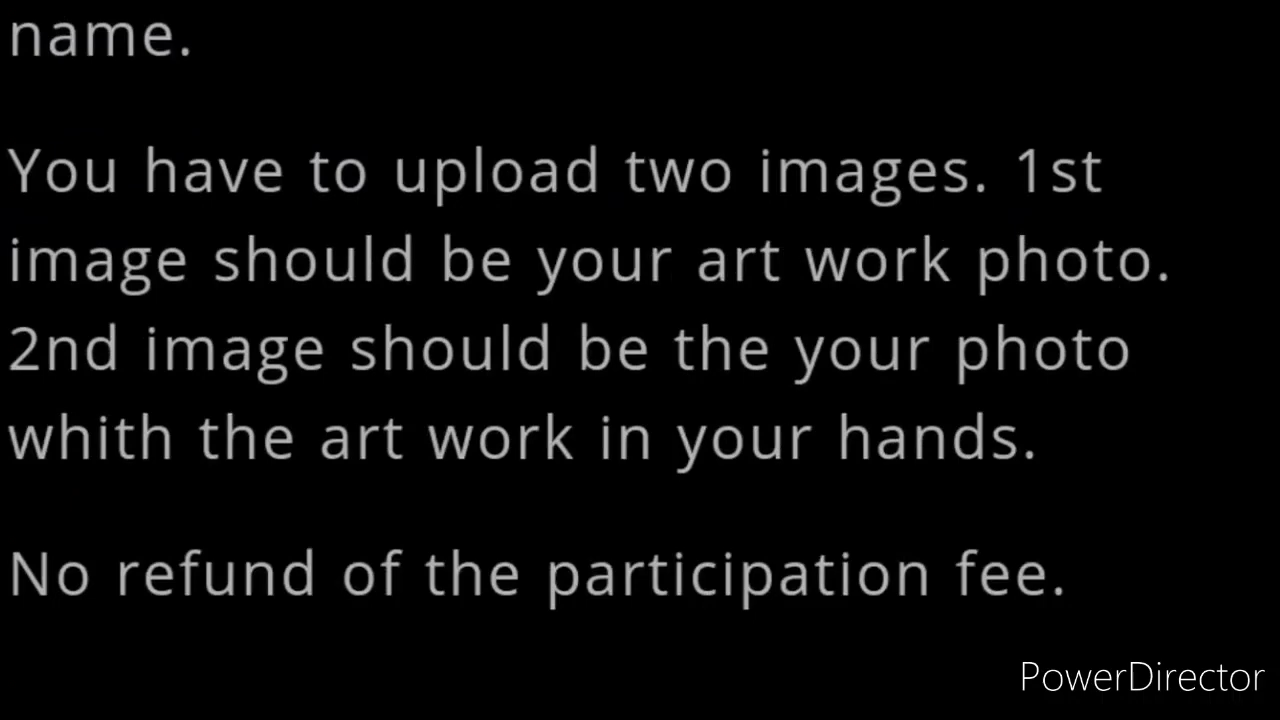 name.
You have to upload two images. 1st
image should be your art work photo.
2nd image should be the your photo
whith the art work in your hands.
No refund of the participation fee.
PowerDirector